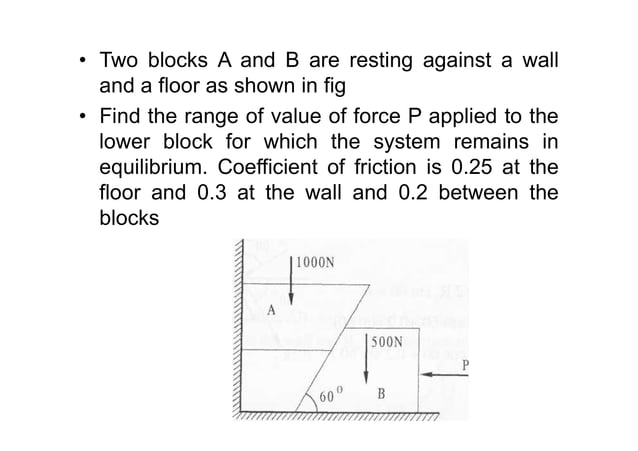 • Two blocks A and B are resting against a wall
and a floor as shown in fig
• Find the range of value of force P applied to the
lower block for which the system remains in
equilibrium. Coefficient of friction is 0.25 at the
floor and 0.3 at the wall and 0.2 between the
blocks
1000N
A
500N
P
60⁰
B